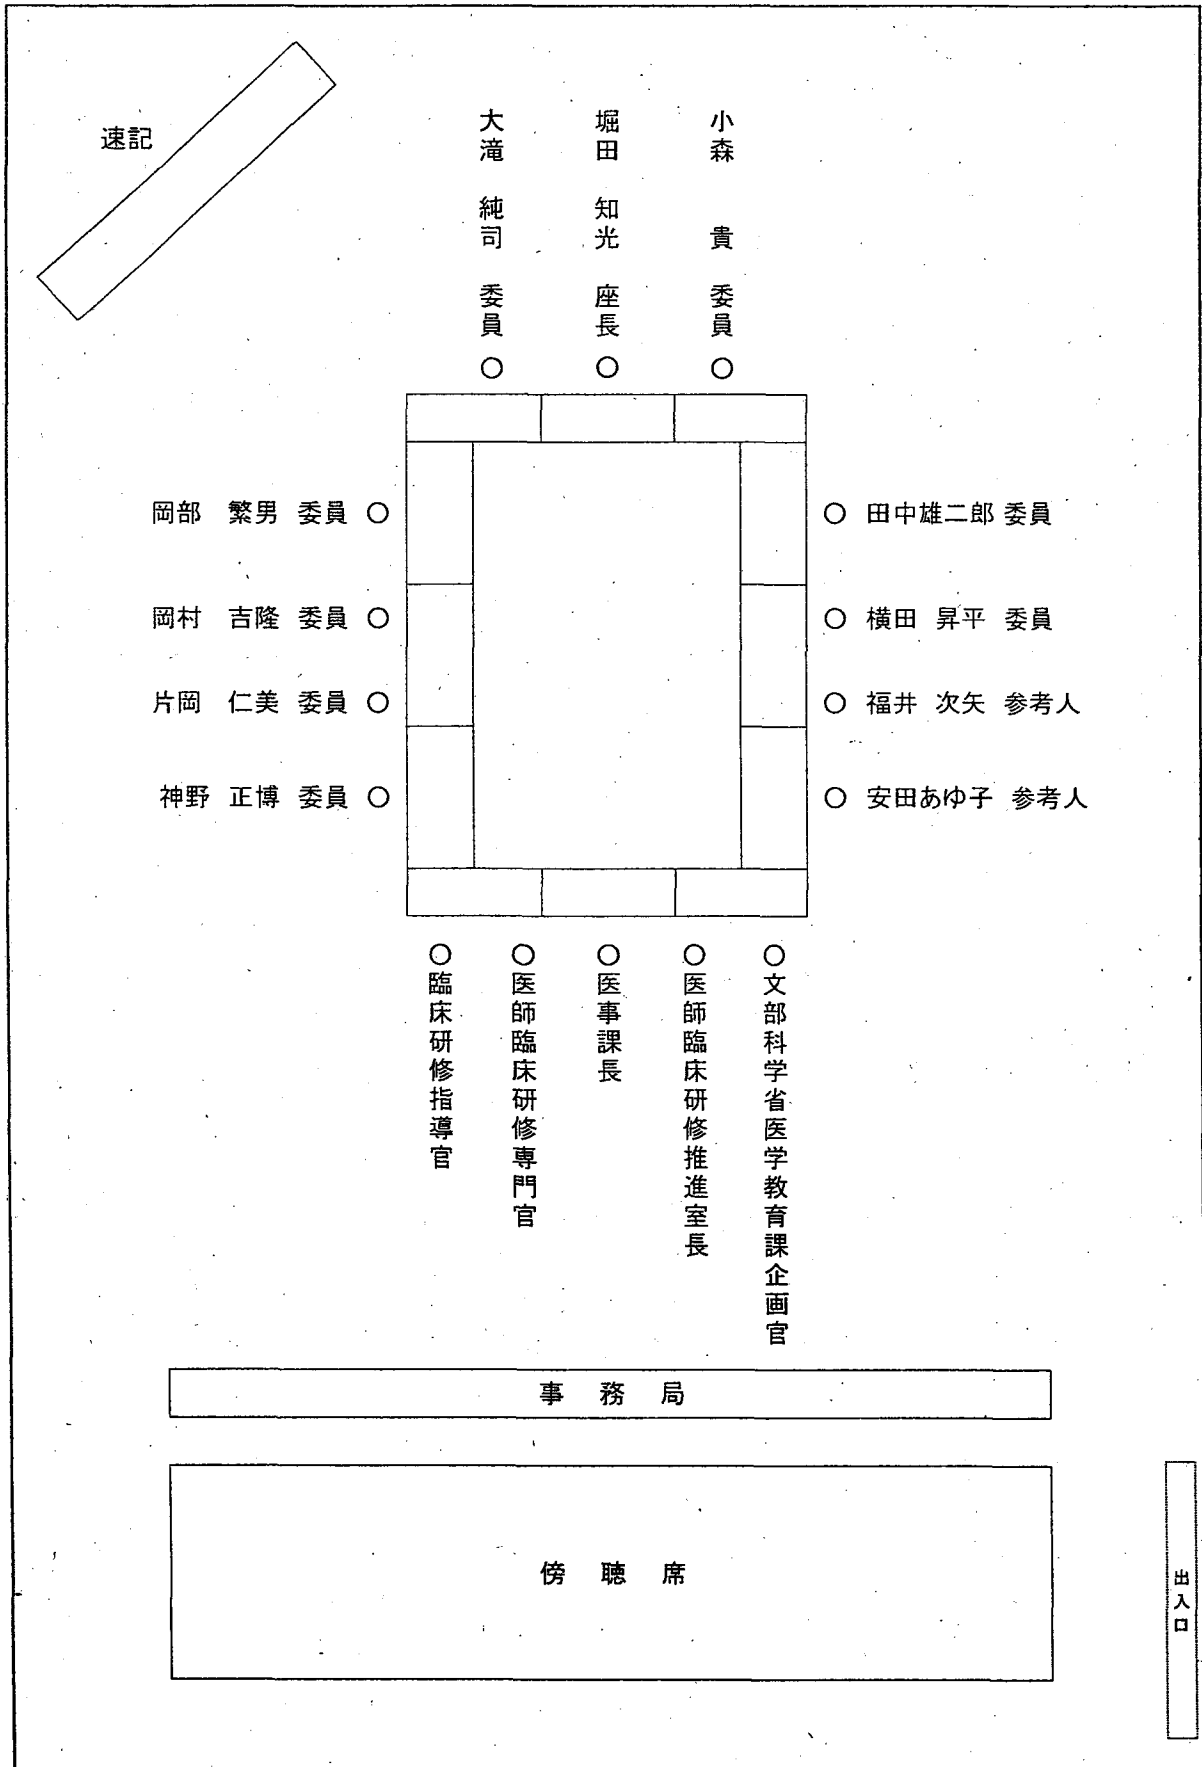 速記
大滝 純司 委員 ○
堀田 知光 座長 ○
小森 貴 委員 ○
岡部 繁男 委員 ○
岡村 吉隆 委員 ○
片岡 仁美 委員 ○
神野 正博 委員 ○
○ 田中雄二郎 委員
○ 横田 昇平 委員
○ 福井 次矢 参考人
○ 安田あゆ子 参考人
○臨床研修指導官
○医師臨床研修専門官
○医事課長
○医師臨床研修推進室長
○文部科学省医学教育課企画官
事務局
傍聴席
出入口